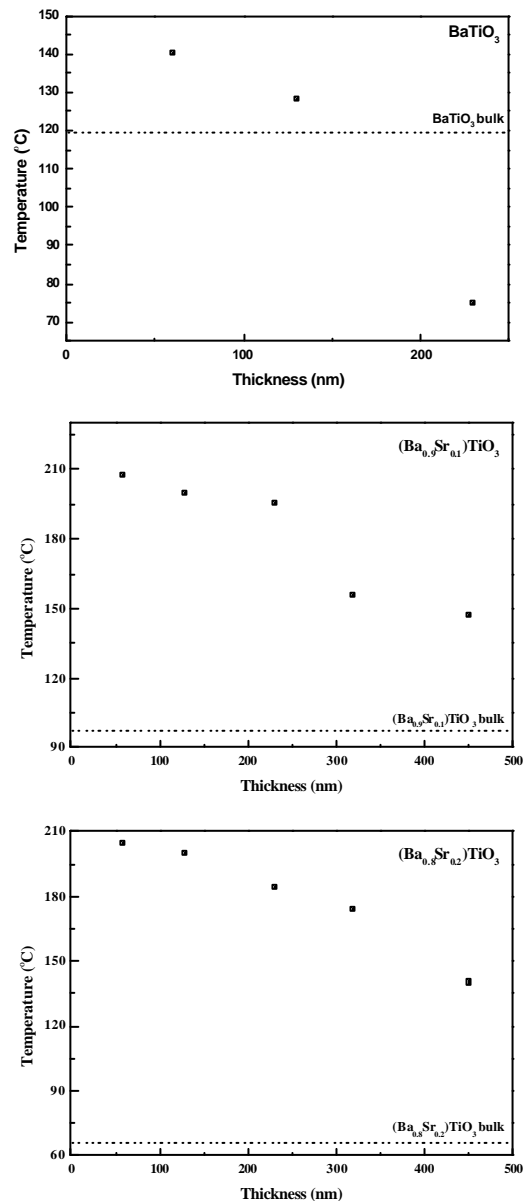 150
BaTiO3
140
130
120
BaTiO3 bulk
110
100
90
80
70
0 100 200
Temperature (°C)
Thickness (nm)
210
(Ba0.9Sr0.1)TiO3
180
150
120
(Ba0.9Sr0.1)TiO3 bulk
90
0 100 200 300 400 500
Temperature (°C)
Thickness (nm)
210
(Ba0.8Sr0.2)TiO3
180
150
120
90
(Ba0.8Sr0.2)TiO3 bulk
60
0 100 200 300 400 500
Temperature (°C)
Thickness (nm)